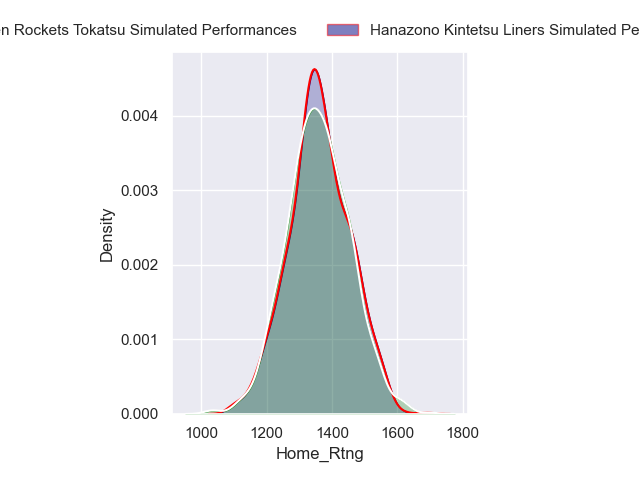 n Rockets Tokatsu Simulated Performances Hanazono Kintetsu Liners Simulated Pe
0.004
0.003
0.002
0.001
0.000
Density
1000 1200 1400 1600 1800
Home_Rtng